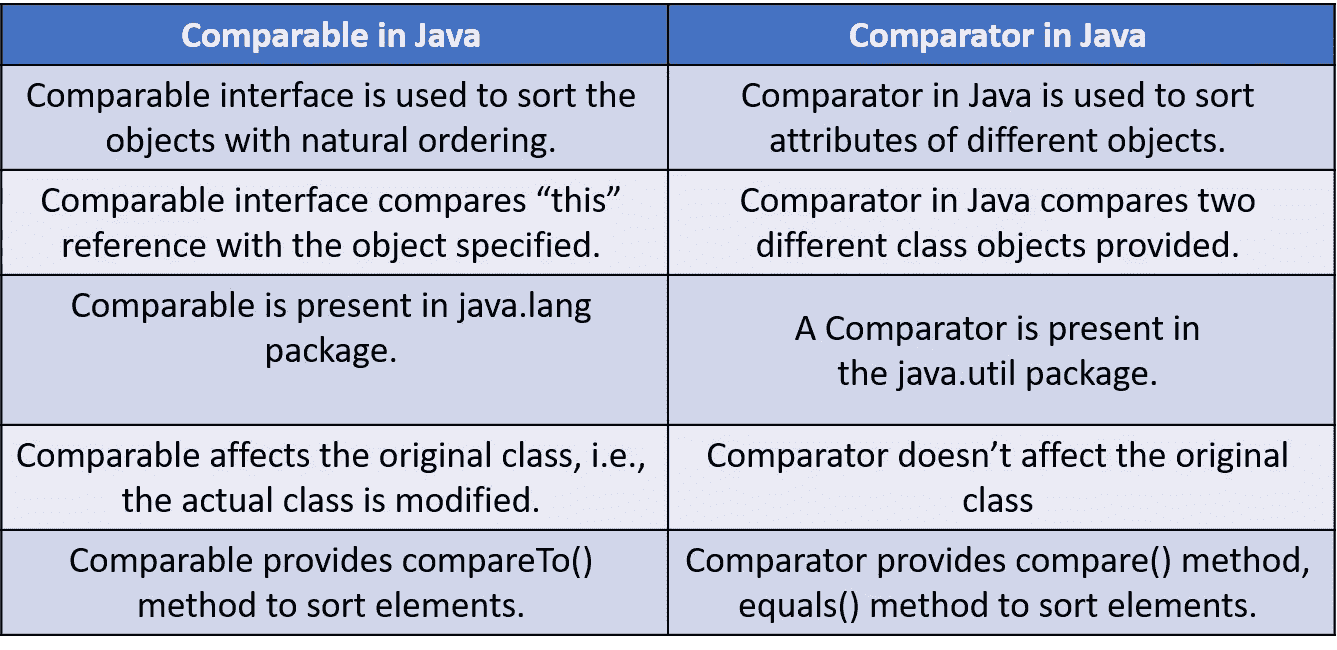 Comparable in Java
Comparator in Java
Comparable interface is used to sort the
objects with natural ordering.
Comparator in Java is used to sort
attributes of different objects.
Comparable interface compares “this”
reference with the object specified.
Comparator in Java compares two
different class objects provided.
Comparable is present in java.lang
package.
A Comparator is present in
the java.util package.
Comparable affects the original class, i.e.,
the actual class is modified.
Comparator doesn’t affect the original
class
Comparable provides compareTo()
method to sort elements.
Comparator provides compare() method,
equals() method to sort elements.